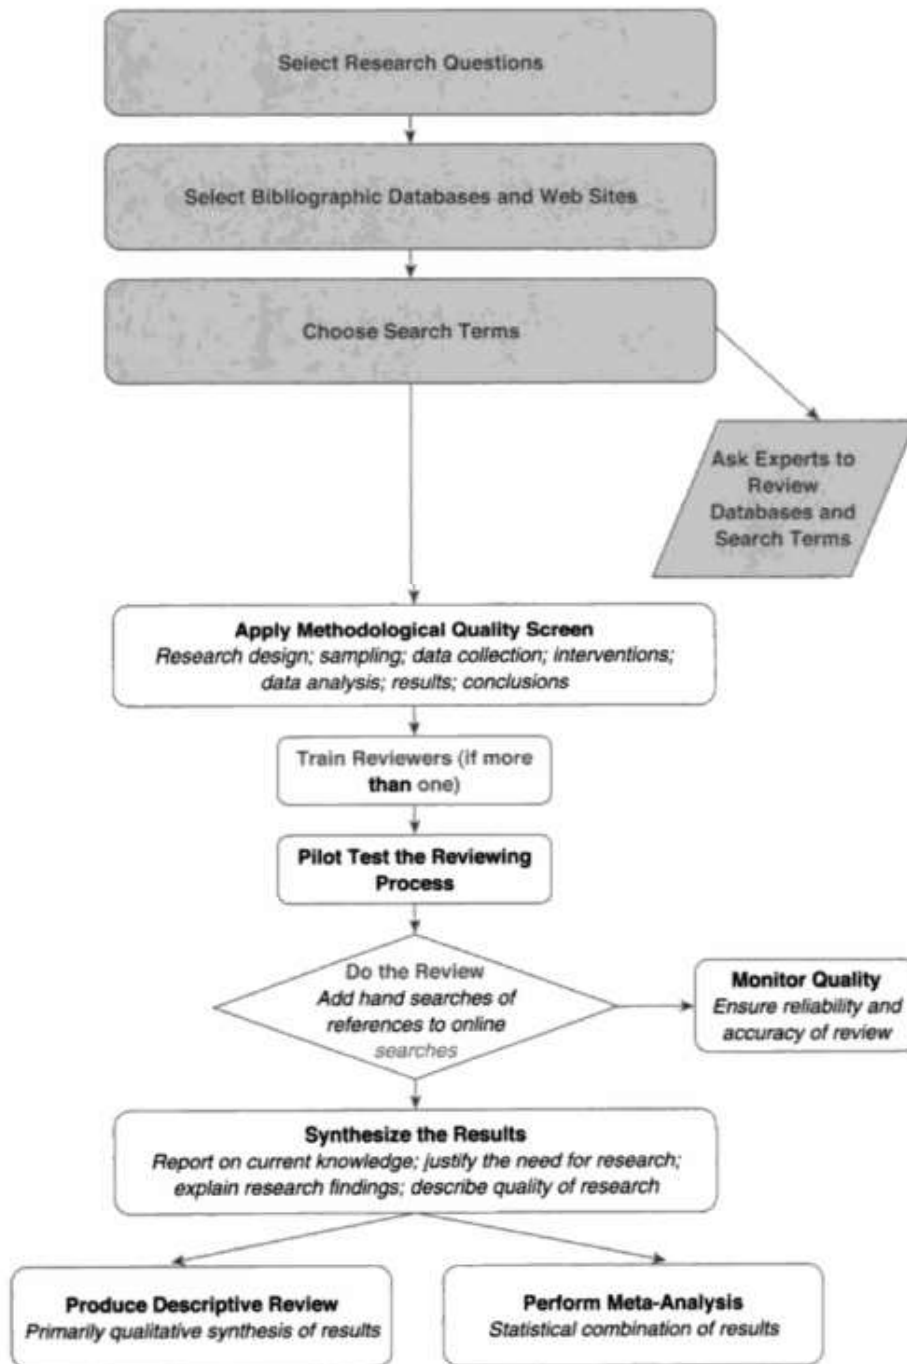 Select Research Questions
Select Bibliographic Databases and Web Sites
Choose Search Terms
Ask Experts to
Review
Databases and
Search Terms
Apply Methodological Quality Screen
Research design; sampling; data collection; interventions;
data analysis; results; conclusions
Train Reviewers (if more
than one)
Pilot Test the Reviewing
Process
Do the Review
Add hand searches of
references to online
searches
Monitor Quality
Ensure reliability and
accuracy of review
Synthesize the Results
Report on current knowledge; justify the need for research;
explain research findings; describe quality of research
Produce Descriptive Review
Primarily qualitative synthesis of results
Perform Meta-Analysis
Statistical combination of results